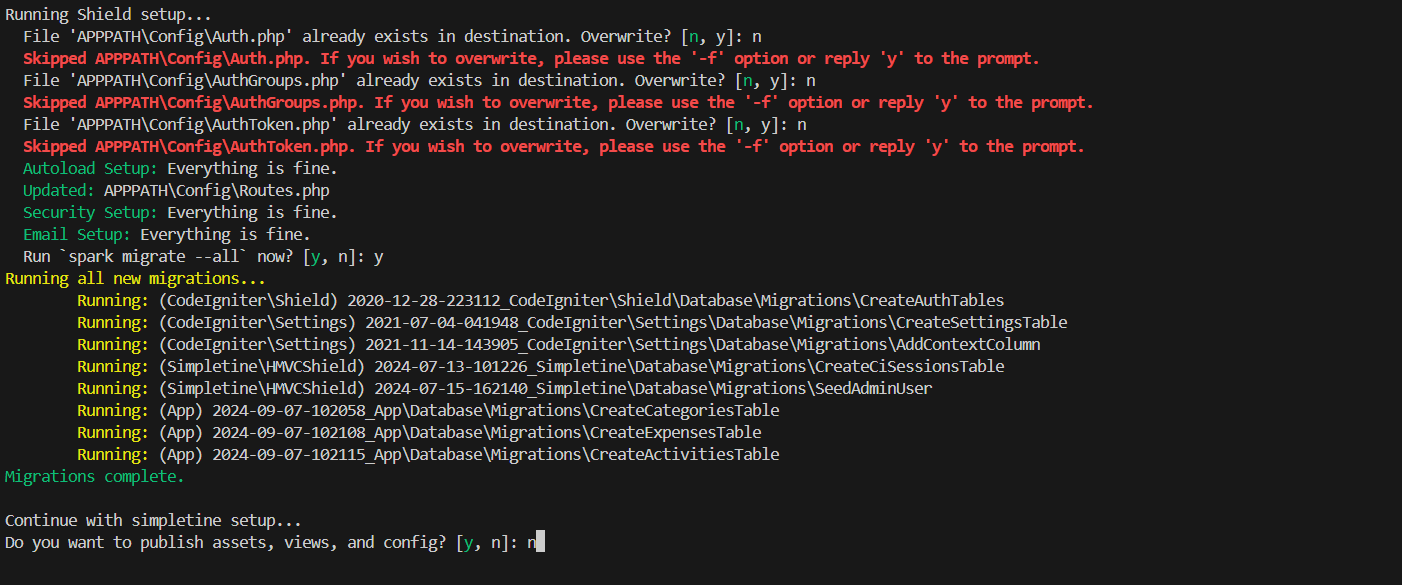 Running Shield setup...
File 'APPPATH\Config\Auth.php' already exists in destination. Overwrite? [n, y]: n
Skipped APPPATH\Config\Auth.php. If you wish to overwrite, please use the '-f' option or reply 'y' to the prompt.
File 'APPPATH\Config\AuthGroups.php' already exists in destination. Overwrite? [n, y]: n
Skipped APPPATH\Config\AuthGroups.php. If you wish to overwrite, please use the '-f' option or reply 'y' to the prompt.
File 'APPPATH\Config\AuthToken.php' already exists in destination. Overwrite? [n, y]: n
Skipped APPPATH\Config\AuthToken.php. If you wish to overwrite, please use the '-f' option or reply 'y' to the prompt.
Autoload Setup: Everything is fine.
Updated: APPPATH\Config\Routes.php
Security Setup: Everything is fine.
Email Setup: Everything is fine.
Run `spark migrate --all` now? [y, n]: y
Running all new migrations...
Running: (CodeIgniter\Shield) 2020-12-28-223112_CodeIgniter\Shield\Database\Migrations\CreateAuthTables
Running: (CodeIgniter\Settings) 2021-07-04-041948_CodeIgniter\Settings\Database\Migrations\CreateSettingsTable
Running: (CodeIgniter\Settings) 2021-11-14-143905_CodeIgniter\Settings\Database\Migrations\AddContextColumn
Running: (Simpletine\HMVCShield) 2024-07-13-101226_Simpletine\Database\Migrations\CreateCiSessionsTable
Running: (Simpletine\HMVCShield) 2024-07-15-162140_Simpletine\Database\Migrations\SeedAdminUser
Running: (App) 2024-09-07-102058_App\Database\Migrations\CreateCategoriesTable
Running: (App) 2024-09-07-102108_App\Database\Migrations\CreateExpensesTable
Running: (App) 2024-09-07-102115_App\Database\Migrations\CreateActivitiesTable
Migrations complete.
Continue with simpletine setup...
Do you want to publish assets, views, and config? [y, n]: n